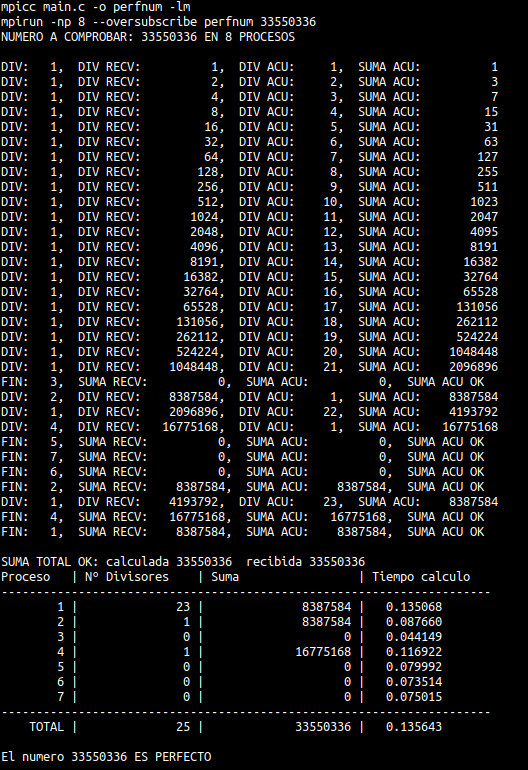 mpicc main.c -o perfnum -lm
mpirun -np 8 --oversubscribe perfnum 33550336
NUMERO A COMPROBAR: 33550336 EN 8 PROCESOS
DIV: 1, DIV RECV: 1, DIV ACU: 1, SUMA ACU: 1
DIV: 1, DIV RECV: 2, DIV ACU: 2, SUMA ACU: 3
DIV: 1, DIV RECV: 4, DIV ACU: 3, SUMA ACU: 7
DIV: 1, DIV RECV: 8, DIV ACU: 4, SUMA ACU: 15
DIV: 1, DIV RECV: 16, DIV ACU: 5, SUMA ACU: 31
DIV: 1, DIV RECV: 32, DIV ACU: 6, SUMA ACU: 63
DIV: 1, DIV RECV: 64, DIV ACU: 7, SUMA ACU: 127
DIV: 1, DIV RECV: 128, DIV ACU: 8, SUMA ACU: 255
DIV: 1, DIV RECV: 256, DIV ACU: 9, SUMA ACU: 511
DIV: 1, DIV RECV: 512, DIV ACU: 10, SUMA ACU: 1023
DIV: 1, DIV RECV: 1024, DIV ACU: 11, SUMA ACU: 2047
DIV: 1, DIV RECV: 2048, DIV ACU: 12, SUMA ACU: 4095
DIV: 1, DIV RECV: 4096, DIV ACU: 13, SUMA ACU: 8191
DIV: 1, DIV RECV: 8191, DIV ACU: 14, SUMA ACU: 16382
DIV: 1, DIV RECV: 16382, DIV ACU: 15, SUMA ACU: 32764
DIV: 1, DIV RECV: 32764, DIV ACU: 16, SUMA ACU: 65528
DIV: 1, DIV RECV: 65528, DIV ACU: 17, SUMA ACU: 131056
DIV: 1, DIV RECV: 131056, DIV ACU: 18, SUMA ACU: 262112
DIV: 1, DIV RECV: 262112, DIV ACU: 19, SUMA ACU: 524224
DIV: 1, DIV RECV: 524224, DIV ACU: 20, SUMA ACU: 1048448
DIV: 1, DIV RECV: 1048448, DIV ACU: 21, SUMA ACU: 2096896
FIN: 3, SUMA RECV: 0, SUMA ACU: 0, SUMA ACU OK
DIV: 2, DIV RECV: 8387584, DIV ACU: 1, SUMA ACU: 8387584
DIV: 1, DIV RECV: 2096896, DIV ACU: 22, SUMA ACU: 4193792
DIV: 4, DIV RECV: 16775168, DIV ACU: 1, SUMA ACU: 16775168
FIN: 5, SUMA RECV: 0, SUMA ACU: 0, SUMA ACU OK
FIN: 7, SUMA RECV: 0, SUMA ACU: 0, SUMA ACU OK
FIN: 6, SUMA RECV: 0, SUMA ACU: 0, SUMA ACU OK
FIN: 2, SUMA RECV: 8387584, SUMA ACU: 8387584, SUMA ACU OK
DIV: 1, DIV RECV: 4193792, DIV ACU: 23, SUMA ACU: 8387584
FIN: 4, SUMA RECV: 16775168, SUMA ACU: 16775168, SUMA ACU OK
FIN: 1, SUMA RECV: 8387584, SUMA ACU: 8387584, SUMA ACU OK
SUMA TOTAL OK: calculada 33550336 recibida 33550336
Proceso | Nº Divisores | Suma | Tiempo calculo
----------------------------------------------------------------------
1 | 23 | 8387584 | 0.135068
2 | 1 | 8387584 | 0.087660
3 | 0 | 0 | 0.044149
4 | 1 | 16775168 | 0.116922
5 | 0 | 0 | 0.079992
6 | 0 | 0 | 0.073514
7 | 0 | 0 | 0.075015
----------------------------------------------------------------------
TOTAL | 25 | 33550336 | 0.135643
El numero 33550336 ES PERFECTO